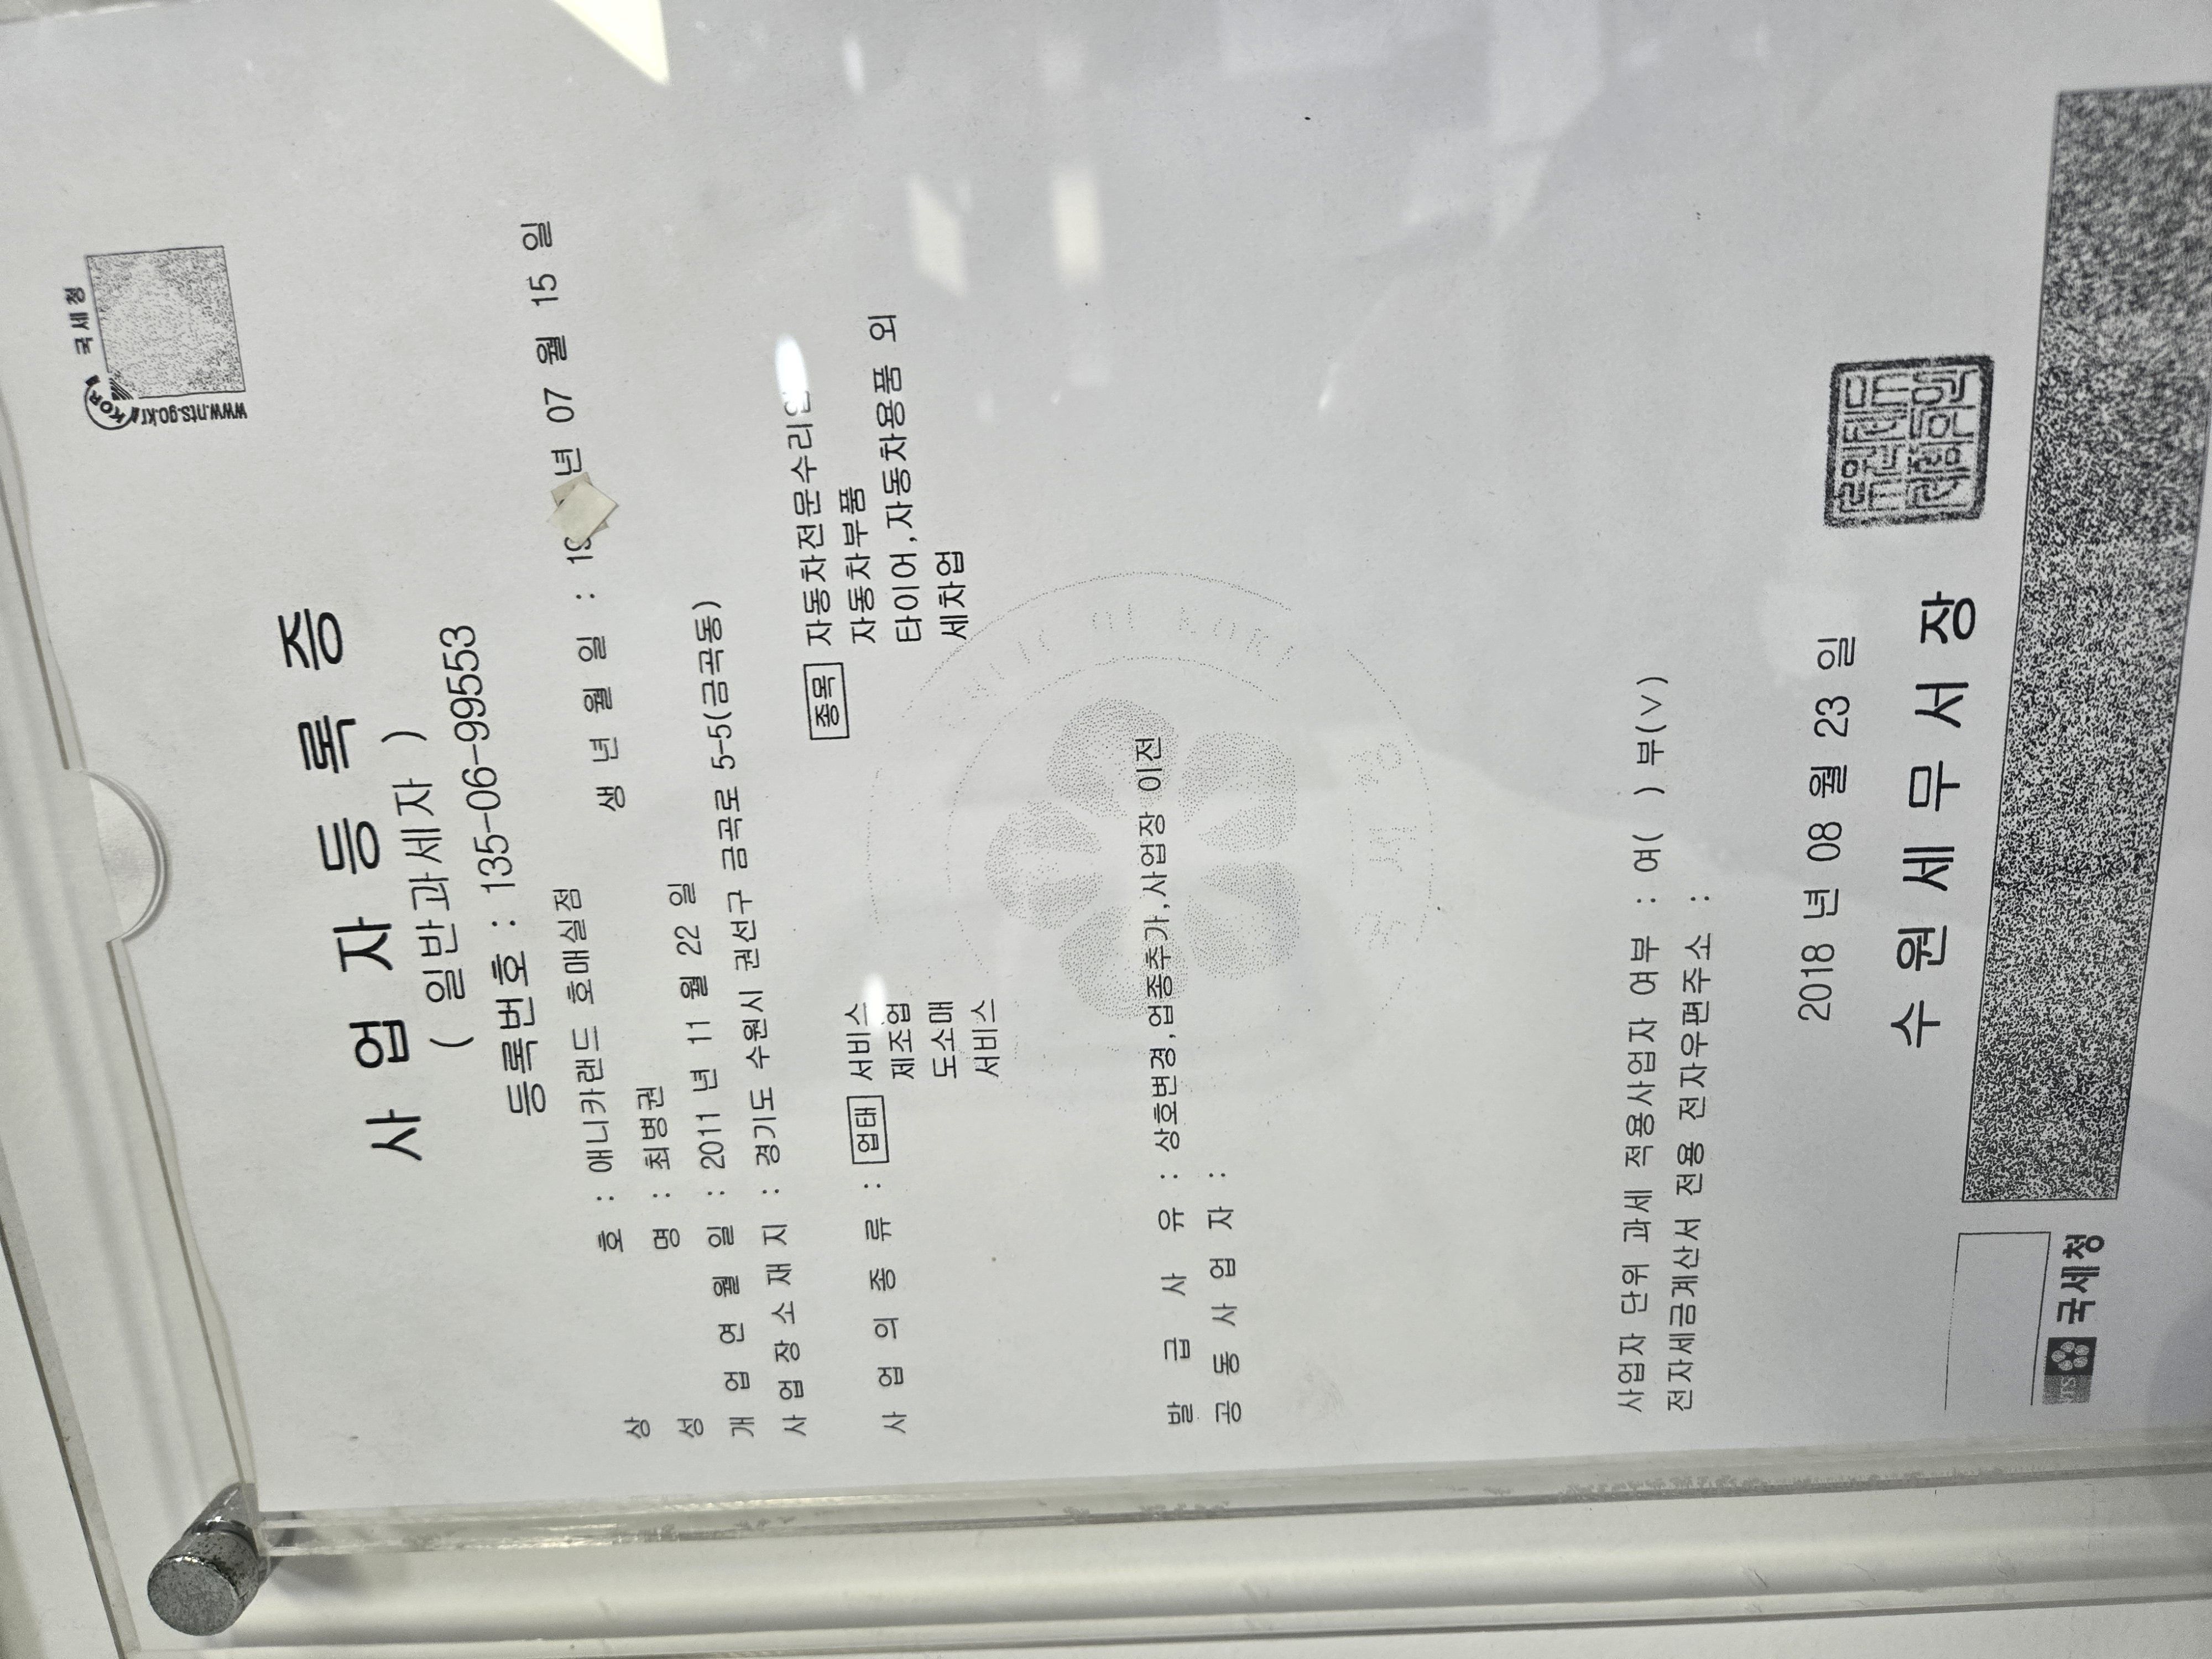 국세청
www.nts.go.kr
사업자등록증
( 일반과세자 )
등록번호 : 135-06-99553
상 호 : 애니카랜드 호매실점
성 명 : 최병권 생 년 월 일 : 19 년 07 월 15 일
개 업 연 월 일 : 2011 년 11 월 22 일
사 업 장 소 재 지 : 경기도 수원시 권선구 금곡로 5-5(금곡동)
사 업 의 종 류 : 업태 서비스 종목 자동차전문수리업
제조업 자동차부품
도소매 타이어,자동차용품 외
서비스 세차업
발 급 사 유 : 상호변경,업종추가,사업장 이전
공 동 사 업 자 :
사업자 단위 과세 적용사업자 여부 : 여( ) 부(∨)
전자세금계산서 전용 전자우편주소 :
2018 년 08 월 23 일
수 원 세 무 서 장
NTS 국세청